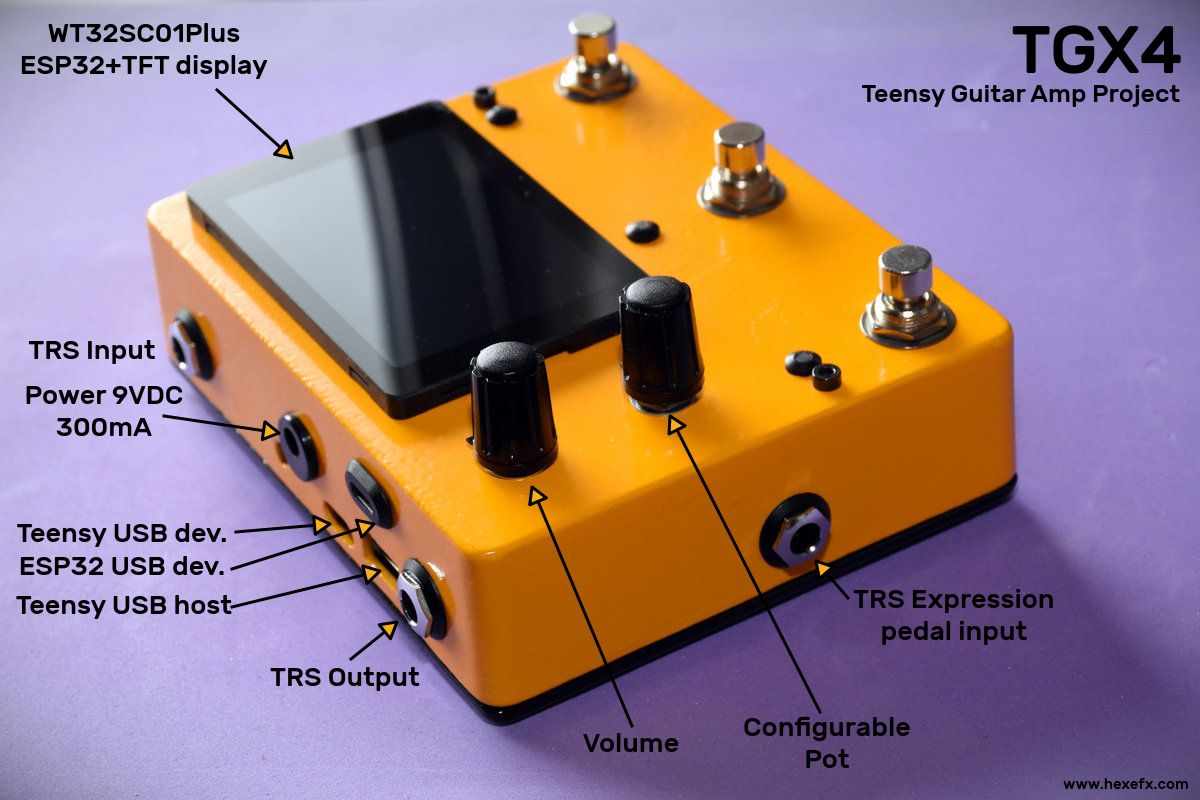 WT32SC01Plus
ESP32+TFT display
TGX4
Teensy Guitar Amp Project
TRS Input
Power 9VDC
300mA
Teensy USB dev.
ESP32 USB dev.
Teensy USB host
TRS Output
Volume
Configurable
Pot
TRS Expression
pedal input
www.hexefx.com